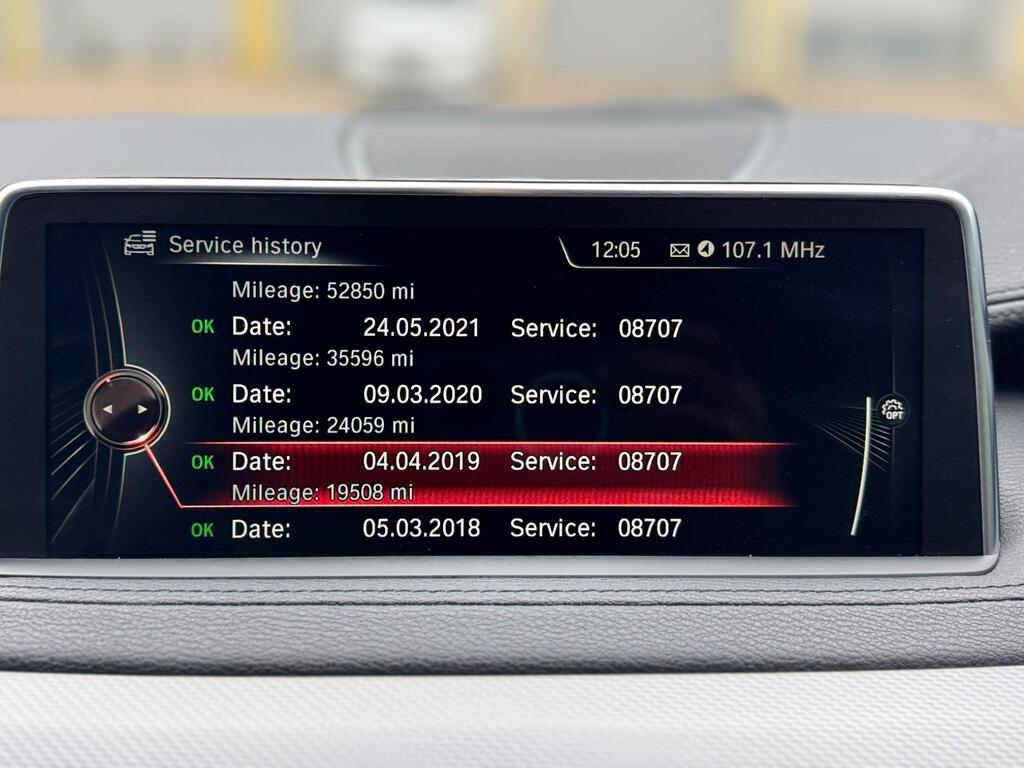 Service history 12:05 107.1 MHz
Mileage: 52850 mi
OK Date: 24.05.2021 Service: 08707
Mileage: 35596 mi
OK Date: 09.03.2020 Service: 08707
Mileage: 24059 mi
OK Date: 04.04.2019 Service: 08707
Mileage: 19508 mi
OK Date: 05.03.2018 Service: 08707
OPT